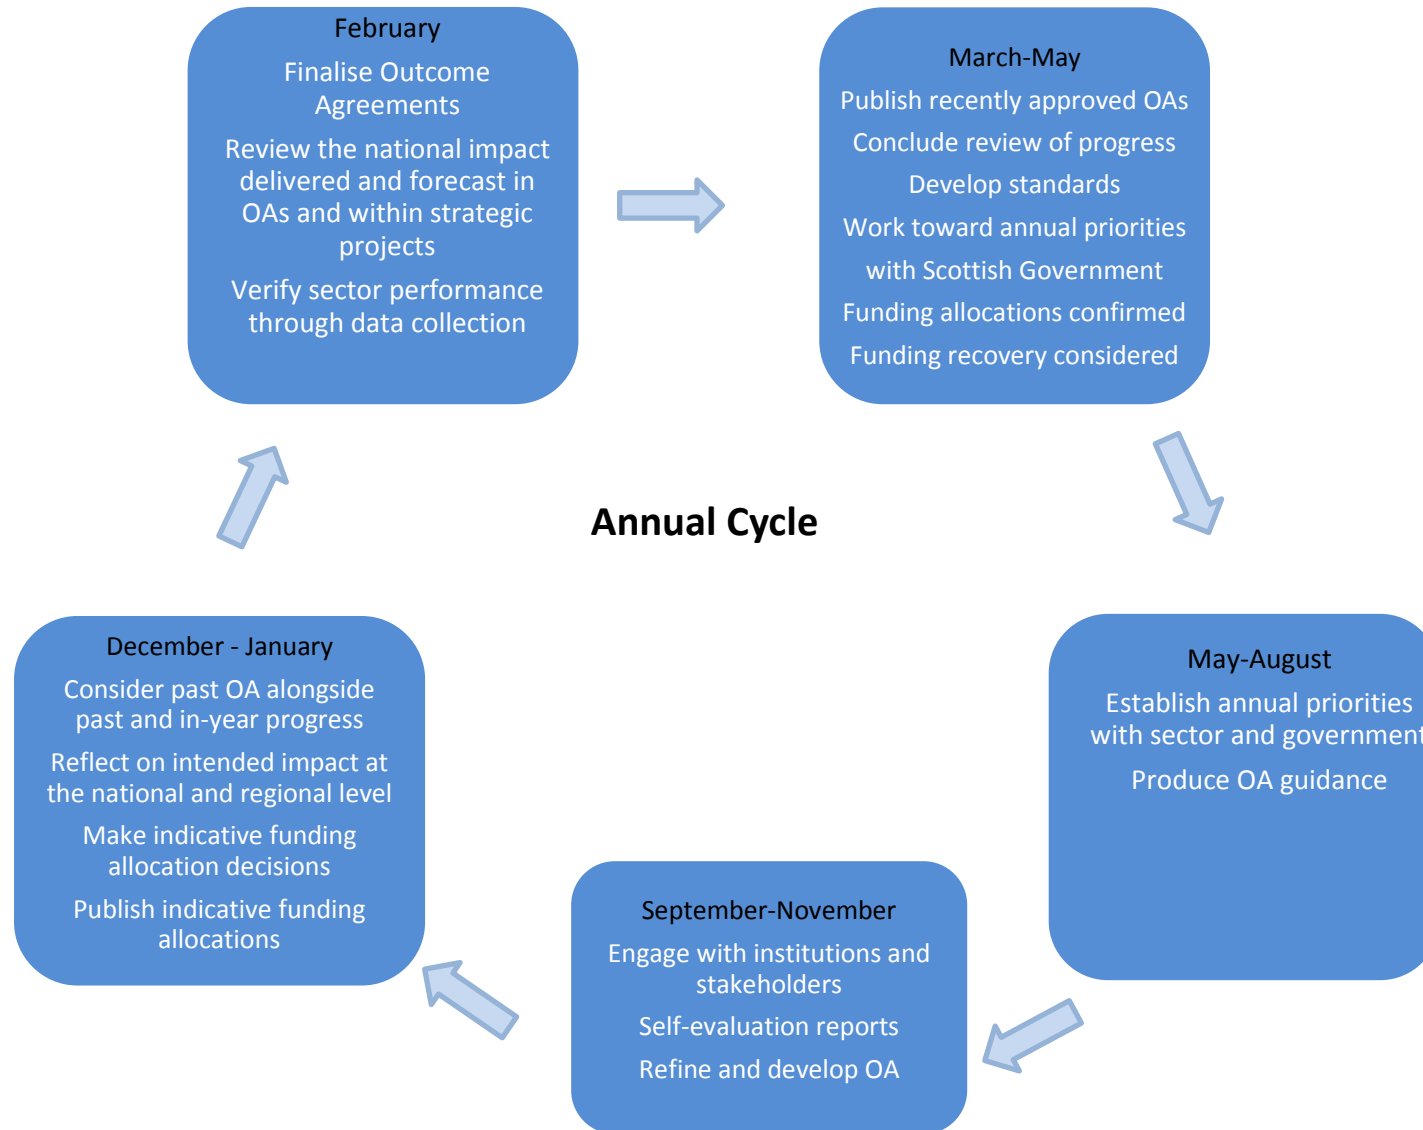 February
Finalise Outcome
Agreements
Review the national impact
delivered and forecast in
OAs and within strategic
projects
Verify sector performance
through data collection
March-May
Publish recently approved OAs
Conclude review of progress
Develop standards
Work toward annual priorities
with Scottish Government
Funding allocations confirmed
Funding recovery considered
Annual Cycle
May-August
Establish annual priorities
with sector and government
Produce OA guidance
September-November
Engage with institutions and
stakeholders
Self-evaluation reports
Refine and develop OA
December - January
Consider past OA alongside
past and in-year progress
Reflect on intended impact at
the national and regional level
Make indicative funding
allocation decisions
Publish indicative funding
allocations